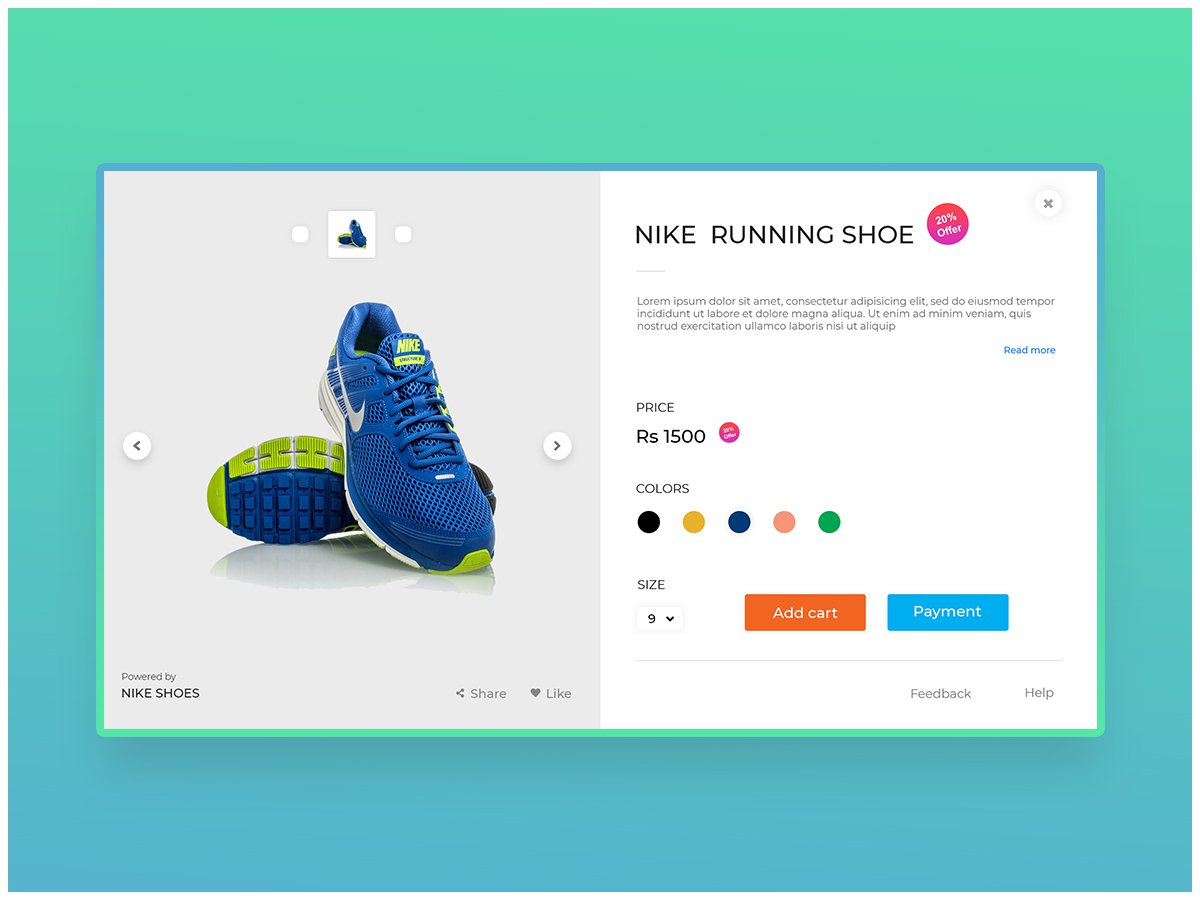 NIKE
STRUCTURE
Powered by
NIKE SHOES
Share
Like
NIKE RUNNING SHOE
20%
Offer
Lorem ipsum dolor sit amet, consectetur adipisicing elit, sed do eiusmod tempor
incididunt ut labore et dolore magna aliqua. Ut enim ad minim veniam, quis
nostrud exercitation ullamco laboris nisi ut aliquip
Read more
PRICE
Rs 1500
20%
Offer
COLORS
SIZE
9
Add cart
Payment
Feedback
Help